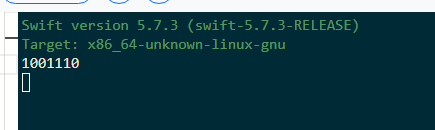 Swift version 5.7.3 (swift-5.7.3-RELEASE)
Target: x86_64-unknown-linux-gnu
1001110